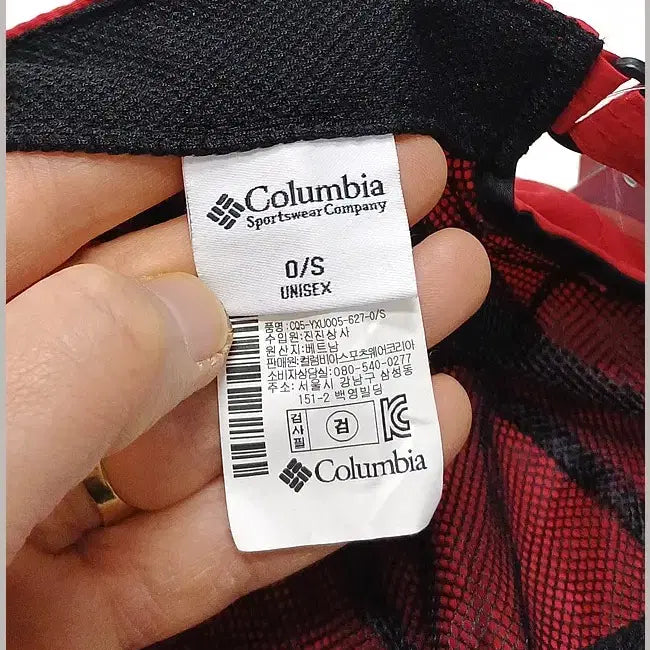 Columbia
Sportswear Company
O/S
UNISEX
품명:CQ5-YXU005-627-O/S
수입원:진진상사
원산지:베트남
판매원:컬럼비아스포츠웨어코리아
소비자상담실:080-540-0277
주소:서울시 강남구 삼성동
151-2 백영빌딩
검사필
검
Columbia